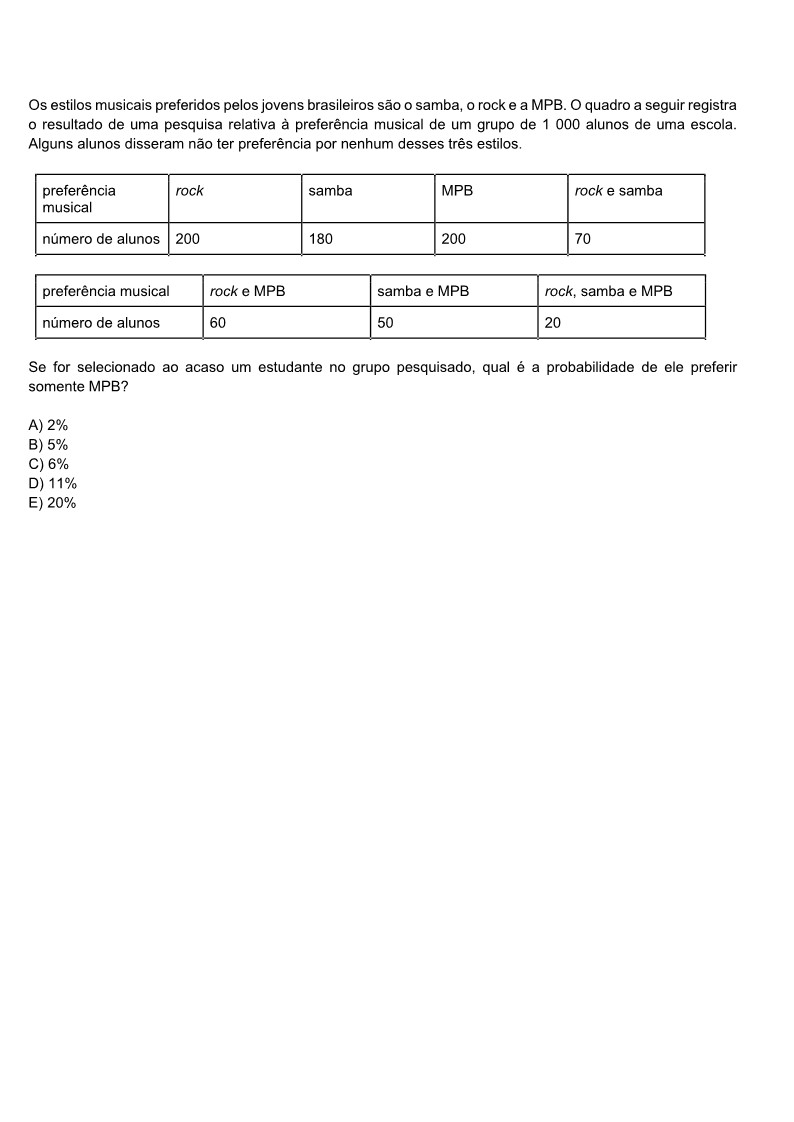 Os estilos musicais preferidos pelos jovens brasileiros são o samba, o rock e a MPB. O quadro a seguir registra
o resultado de uma pesquisa relativa à preferência musical de um grupo de 1 000 alunos de uma escola.
Alguns alunos disseram não ter preferência por nenhum desses três estilos.
preferência musical rock samba MPB rock e samba
número de alunos 200 180 200 70
preferência musical rock e MPB samba e MPB rock, samba e MPB
número de alunos 60 50 20
Se for selecionado ao acaso um estudante no grupo pesquisado, qual é a probabilidade de ele preferir
somente MPB?
A) 2%
B) 5%
C) 6%
D) 11%
E) 20%